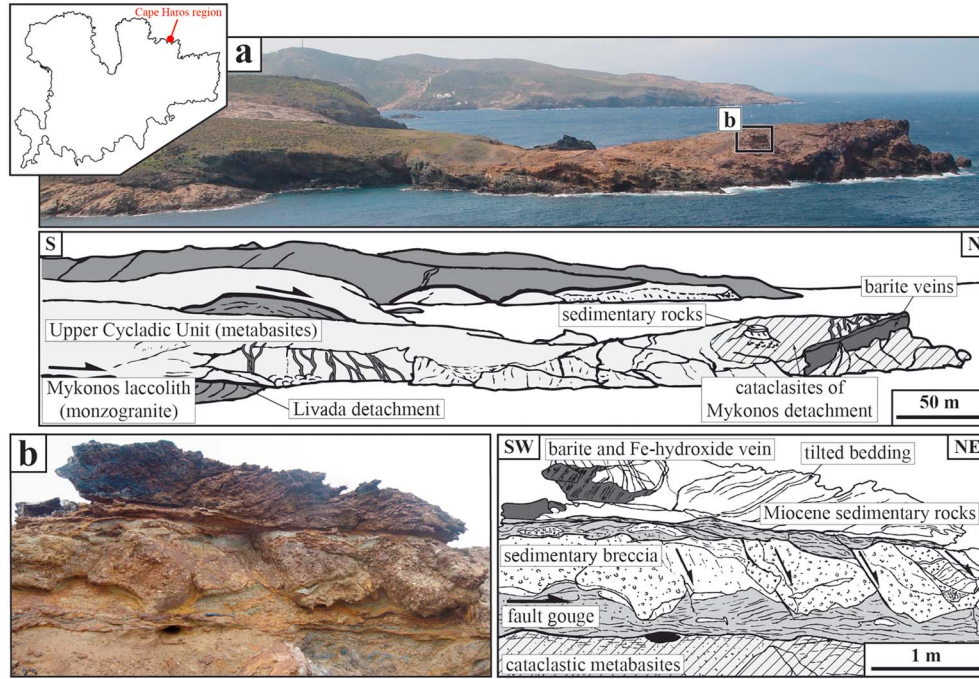 Cape Haros
region
a
b
S
N
barite veins
sedimentary rocks
Upper Cycladic Unit (metabasites)
Mykonos laccolith
(monzogranite)
Livada detachment
cataclasites of
Mykonos detachment
50 m
b
SW
barite and Fe-hydroxide vein
tilted bedding
NE
Miocene sedimentary rocks
sedimentary breccia
fault gouge
cataclastic metabasites
1 m